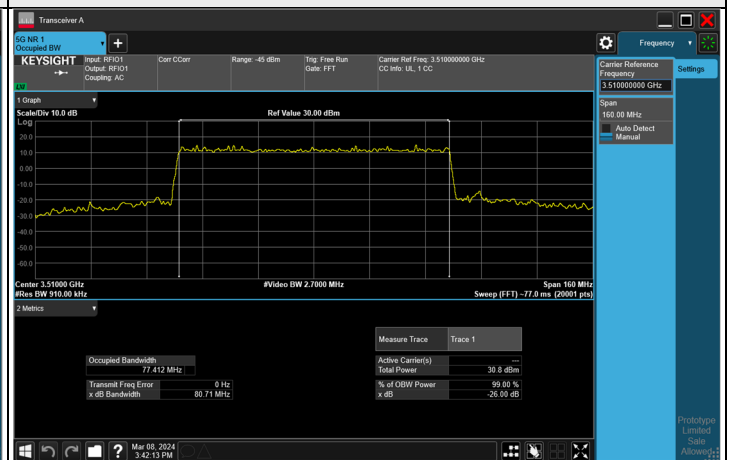 Transceiver A
5G NR 1
Occupied BW
+
Frequency
KEYSIGHT
LXI
Input: RFIO1
Output: RFIO1
Coupling: AC
Corr CCorr
Range: -45 dBm
Trig: Free Run
Gate: FFT
Carrier Ref Freq: 3.510000000 GHz
CC Info: UL, 1 CC
Carrier Reference
Frequency
3.510000000 GHz
Settings
Span
160.00 MHz
Auto Detect
Manual
1 Graph
Scale/Div 10.0 dB
Ref Value 30.00 dBm
Log
20.0
10.0
0.00
-10.0
-20.0
-30.0
-40.0
-50.0
-60.0
Center 3.51000 GHz
#Video BW 2.7000 MHz
Span 160 MHz
#Res BW 910.00 kHz
Sweep (FFT) ~77.0 ms (20001 pts)
2 Metrics
Measure Trace
Trace 1
Occupied Bandwidth
77.412 MHz
Active Carrier(s)
---
Total Power
30.8 dBm
Transmit Freq Error
0 Hz
% of OBW Power
99.00 %
x dB Bandwidth
80.71 MHz
x dB
-26.00 dB
Prototype
Limited
Sale
Allowed
?
Mar 08, 2024
3:42:13 PM